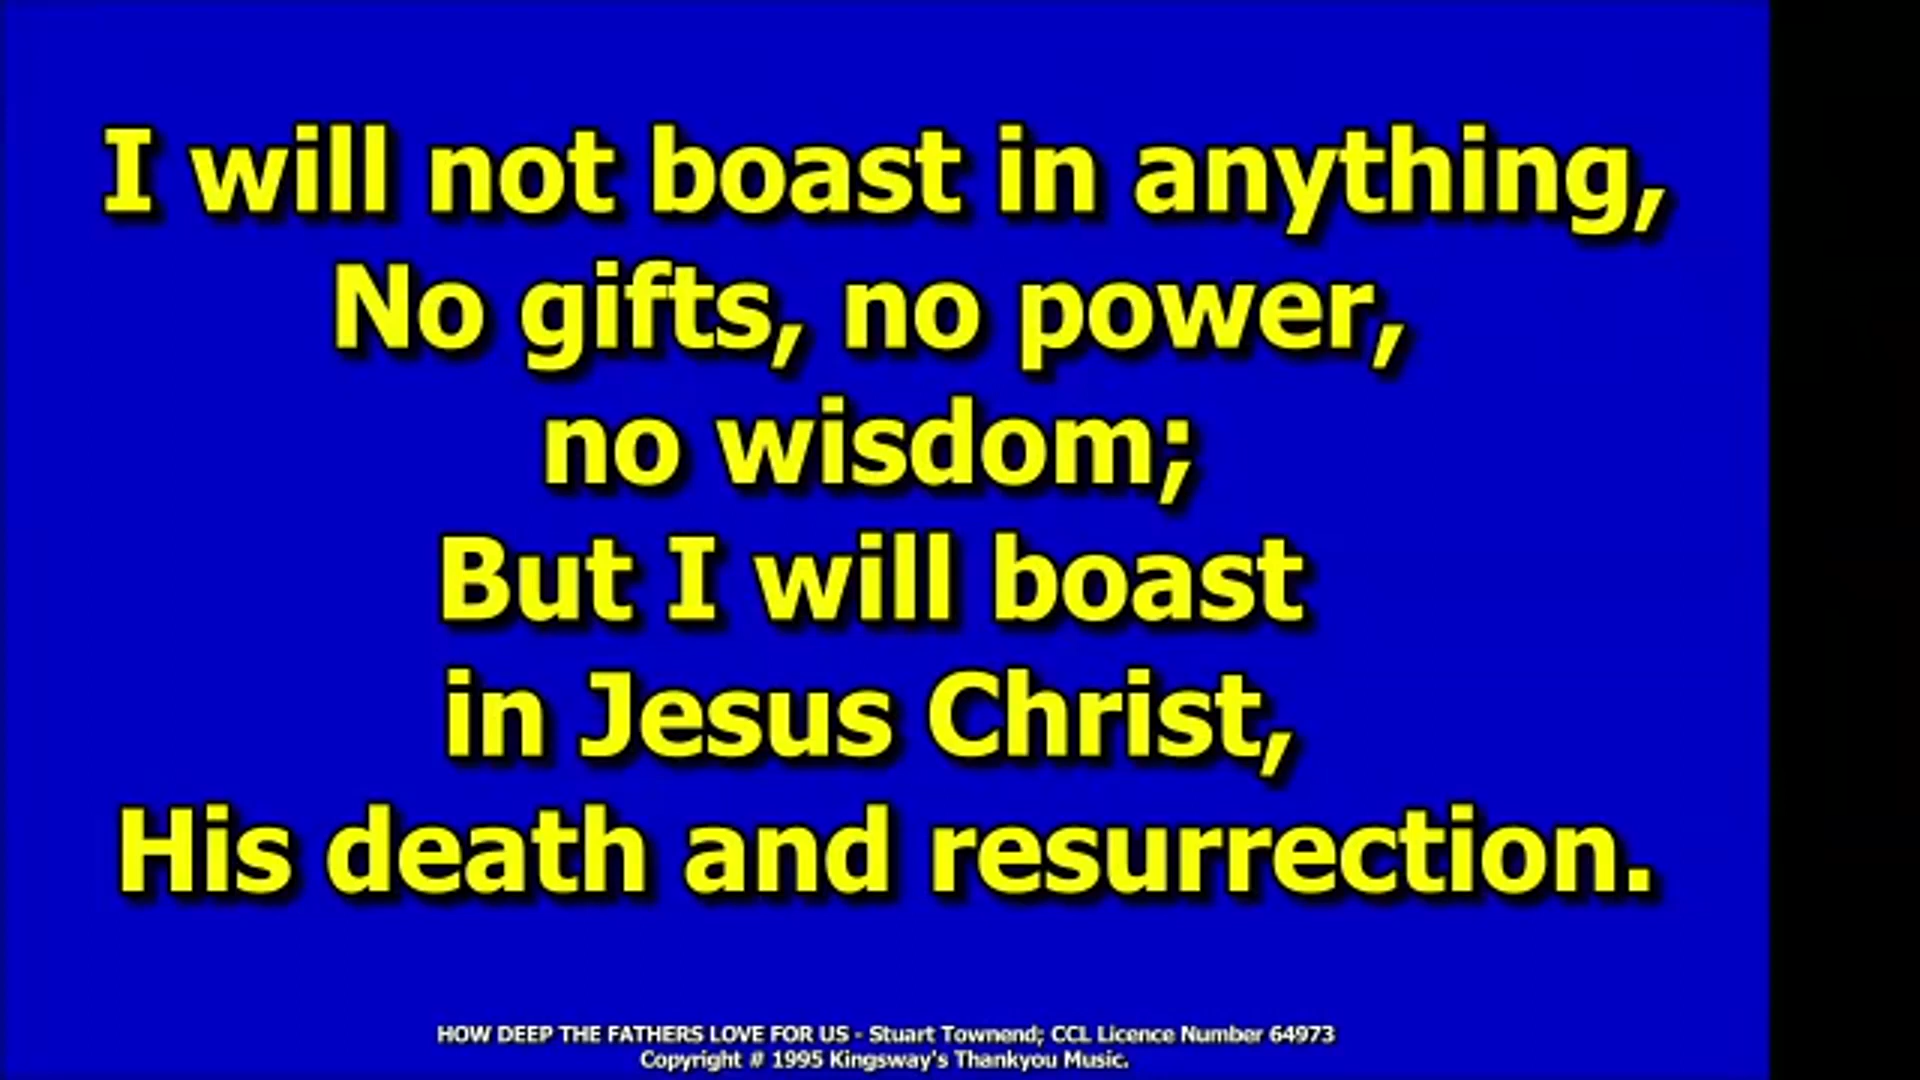 I will not boast in anything,
No gifts, no power,
no wisdom;
But I will boast
in Jesus Christ,
His death and resurrection.
HOW DEEP THE FATHERS LOVE FOR US - Stuart Townend; CCL Licence Number 64973
Copyright # 1995 Kingsway's Thankyou Music.